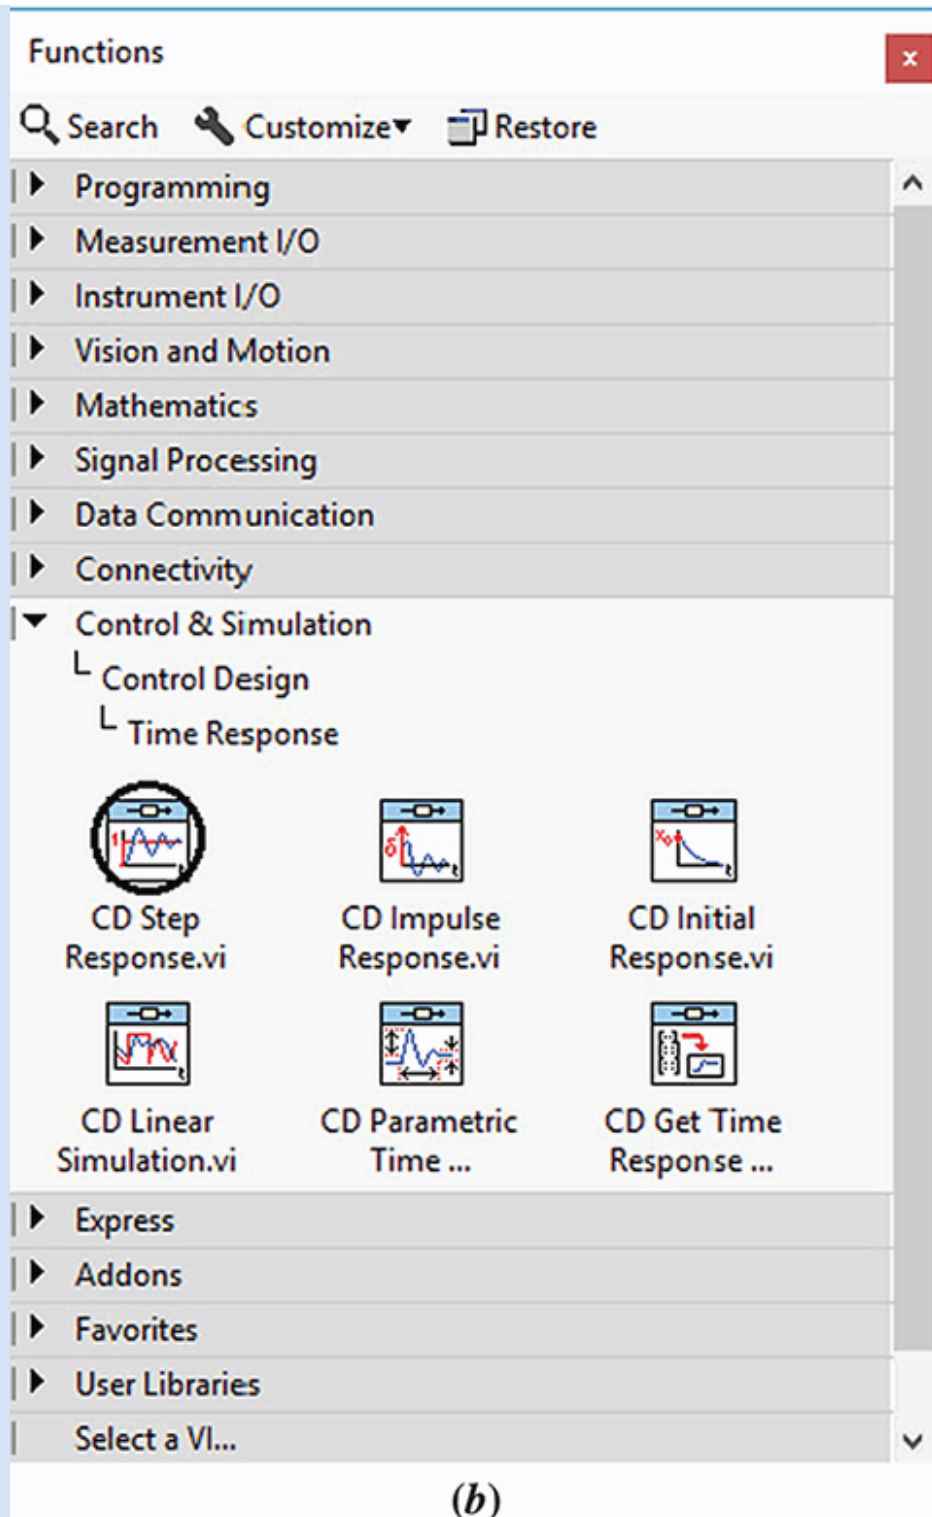 Functions
x
Search Customize▾ Restore
Programming
Measurement I/O
Instrument I/O
Vision and Motion
Mathematics
Signal Processing
Data Communication
Connectivity
Control & Simulation
Control Design
Time Response
CD Step CD Impulse CD Initial
Response.vi Response.vi Response.vi
CD Linear CD Parametric CD Get Time
Simulation.vi Time ... Response ...
Express
Addons
Favorites
User Libraries
Select a VI...
(b)